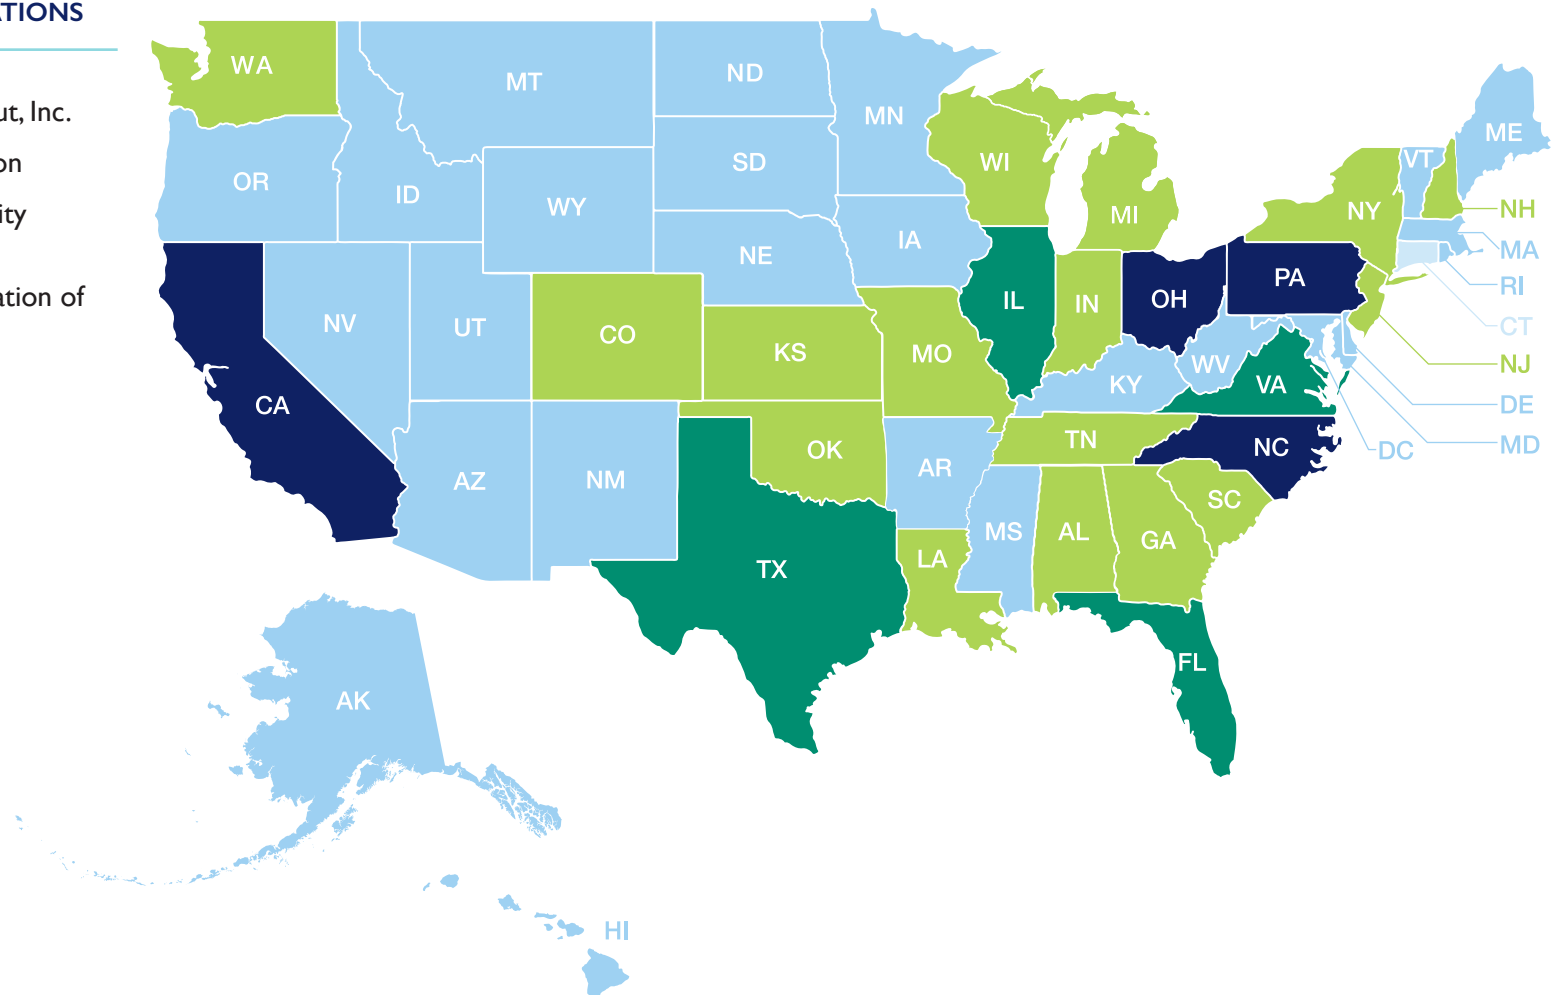 ATIONS
ut, Inc.
on
ity
ation of
WA
MT
ND
MN
ME
VT
OR
ID
SD
WI
MI
NY
NH
WY
MA
IA
NE
RI
PA
IL
IN
OH
CT
NV
UT
CO
KS
MO
WV
NJ
KY
VA
CA
DE
TN
NC
MD
DC
OK
AR
AZ
NM
SC
MS
AL
GA
LA
TX
FL
AK
HI